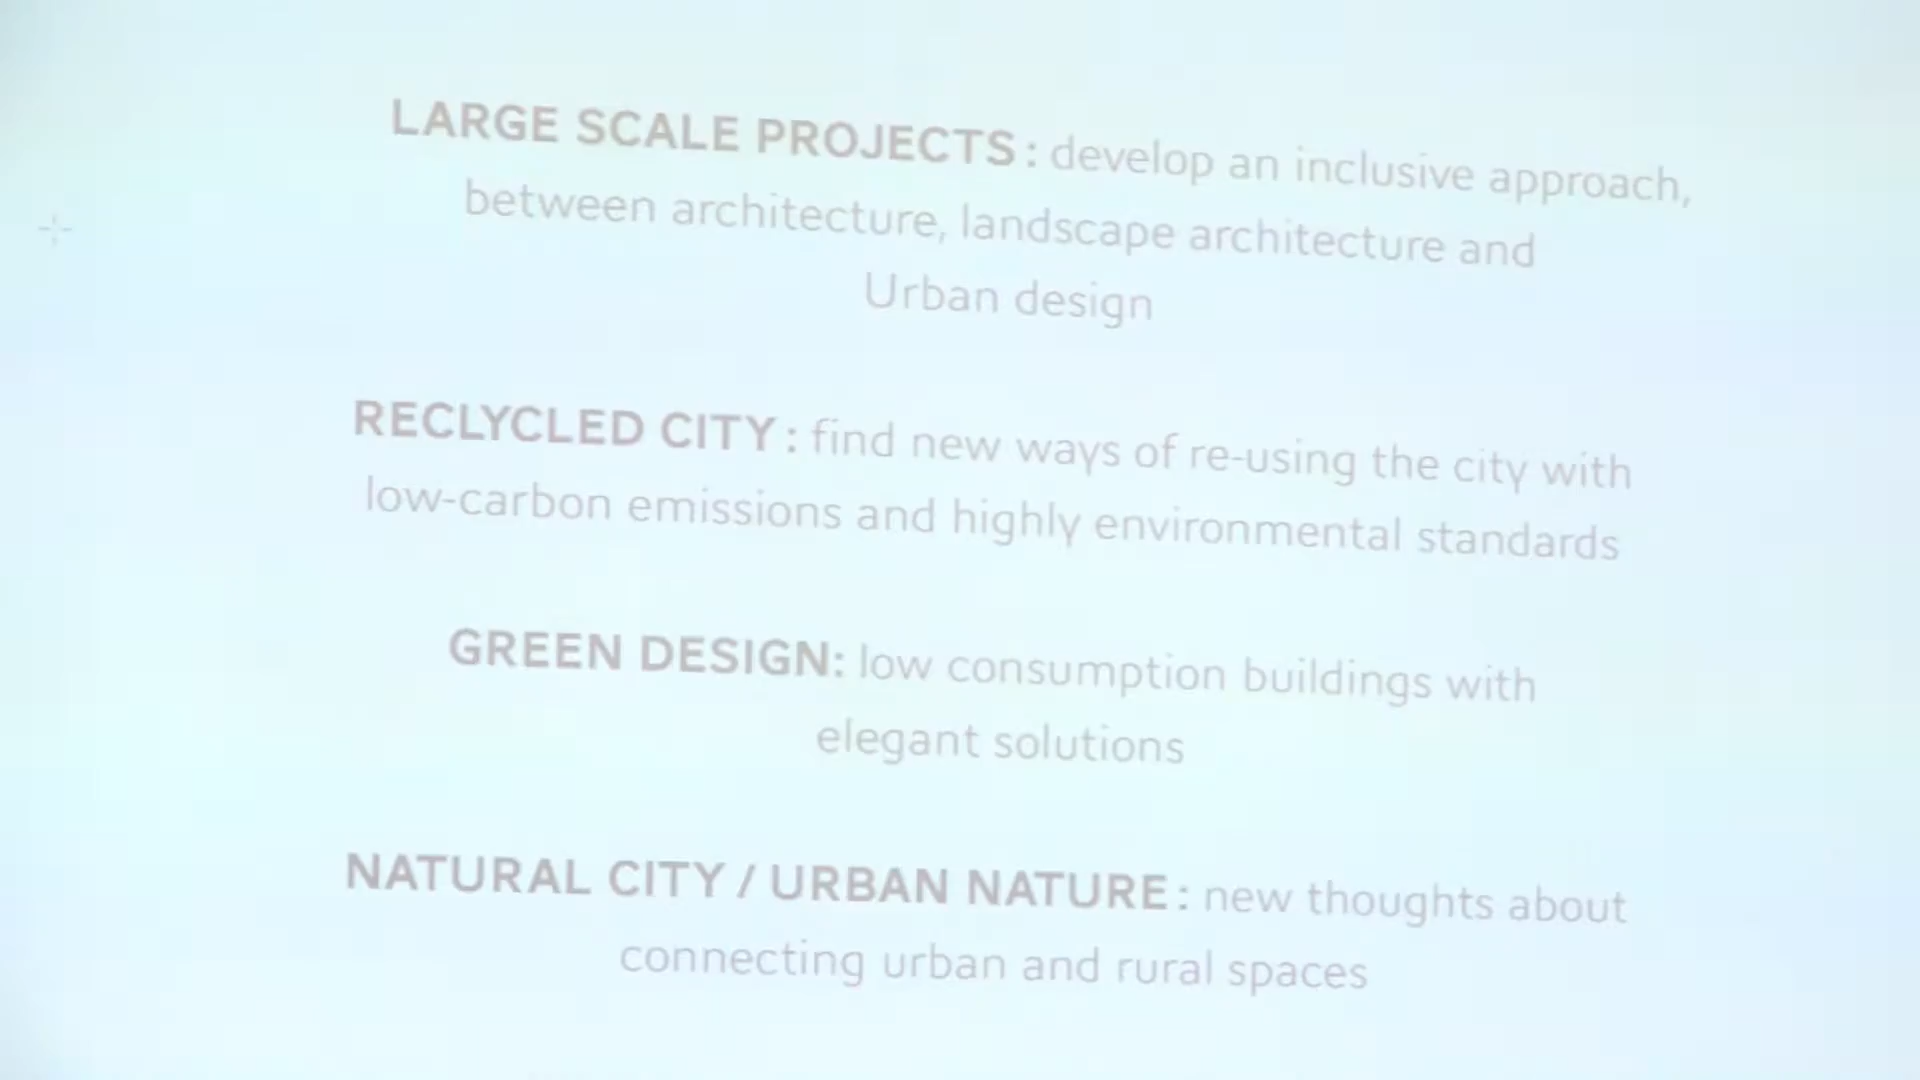 LARGE SCALE PROJECTS : develop an inclusive approach,
between architecture, landscape architecture and
Urban design
RECLYCLED CITY : find new ways of re-using the city with
low-carbon emissions and highly environmental standards
GREEN DESIGN: low consumption buildings with
elegant solutions
NATURAL CITY / URBAN NATURE : new thoughts about
connecting urban and rural spaces